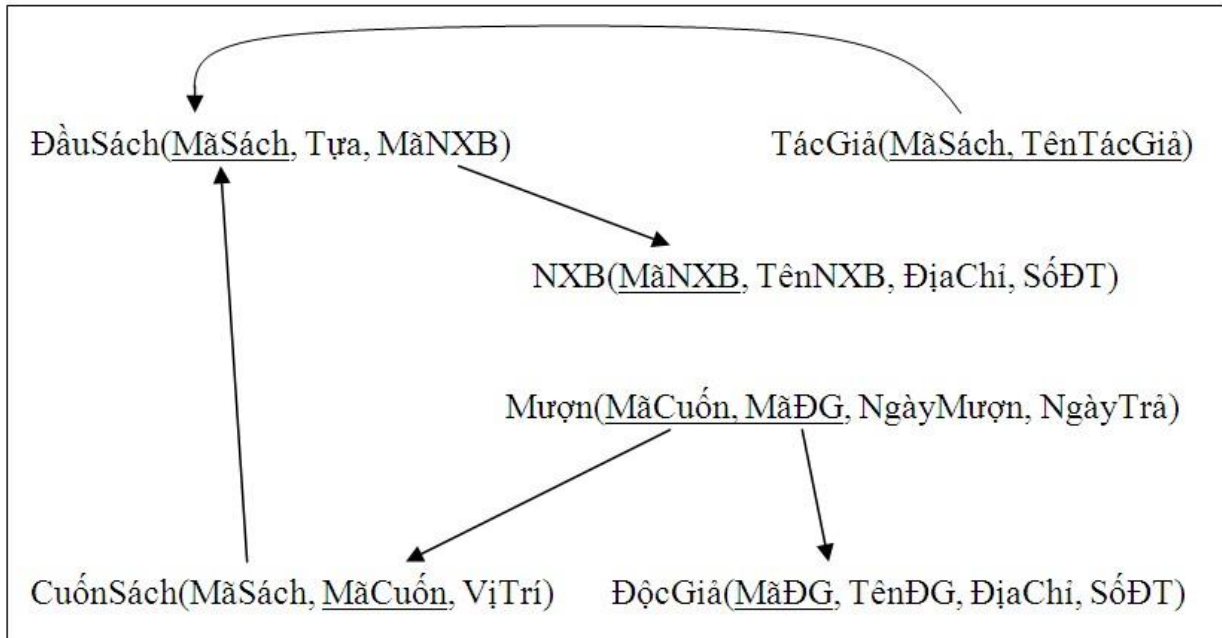 ĐầuSách(MãSách, Tựa, MãNXB)
TácGiả(MãSách, TênTácGiả)
NXB(MãNXB, TênNXB, ĐịaChỉ, SốĐT)
Mượn(MãCuốn, MãĐG, NgàyMượn, NgàyTrả)
CuốnSách(MãSách, MãCuốn, VịTrí)
ĐộcGiả(MãĐG, TênĐG, ĐịaChỉ, SốĐT)